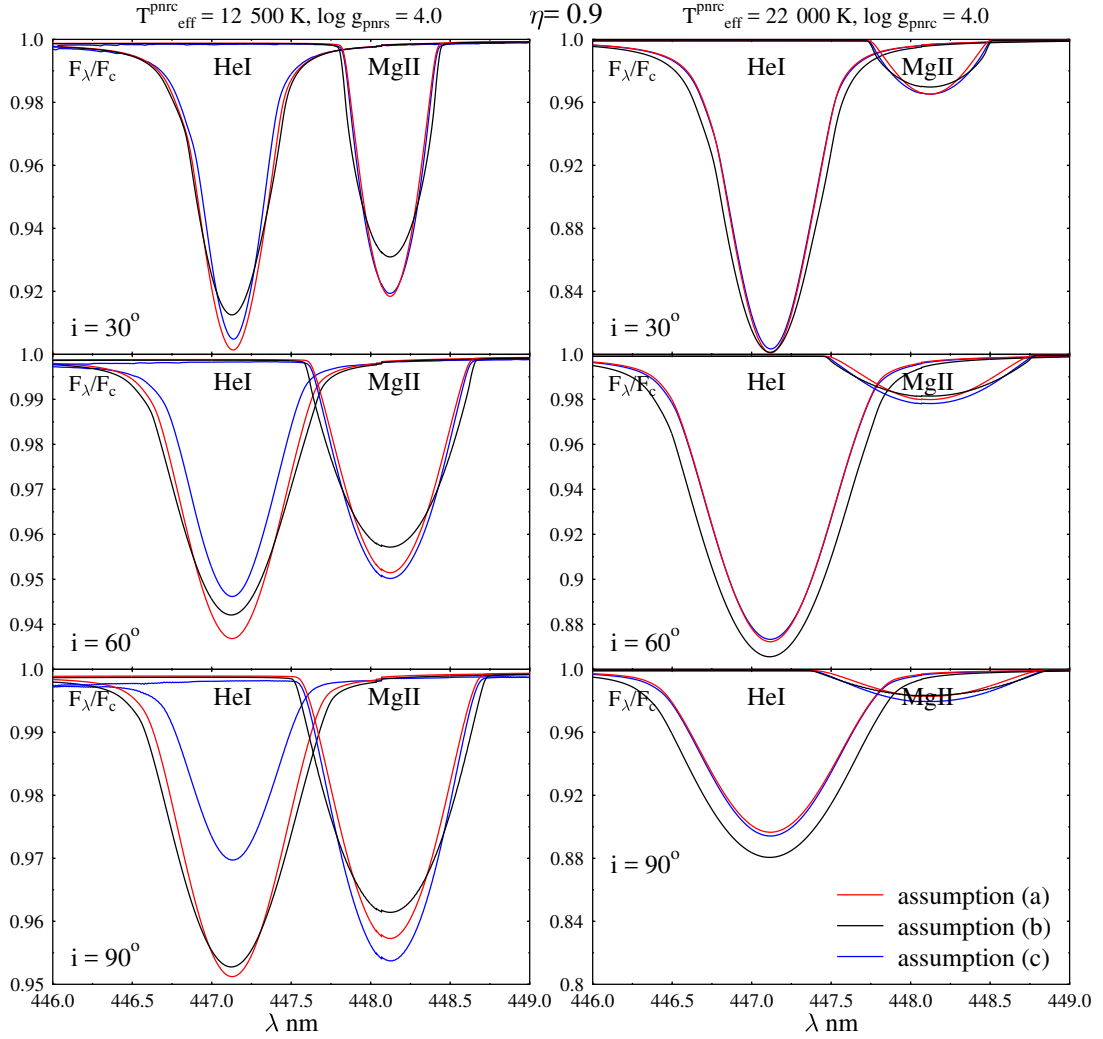 T^pnrc_eff = 12 500 K, log g_pnrs = 4.0
η = 0.9
T^pnrc_eff = 22 000 K, log g_pnrc = 4.0
1.0
0.98
0.96
0.94
0.92
F_λ/F_c
HeI
MgII
i = 30°
1.0
0.96
0.92
0.88
0.84
F_λ/F_c
HeI
MgII
i = 30°
1.0
0.99
0.98
0.97
0.96
0.95
0.94
F_λ/F_c
HeI
MgII
i = 60°
1.0
0.98
0.96
0.94
0.92
0.9
0.88
F_λ/F_c
HeI
MgII
i = 60°
1.0
0.99
0.98
0.97
0.96
0.95
F_λ/F_c
HeI
MgII
i = 90°
446.0 446.5 447.0 447.5 448.0 448.5 449.0
λ nm
1.0
0.96
0.92
0.88
0.84
0.8
F_λ/F_c
HeI
MgII
i = 90°
assumption (a)
assumption (b)
assumption (c)
446.0 446.5 447.0 447.5 448.0 448.5 449.0
λ nm